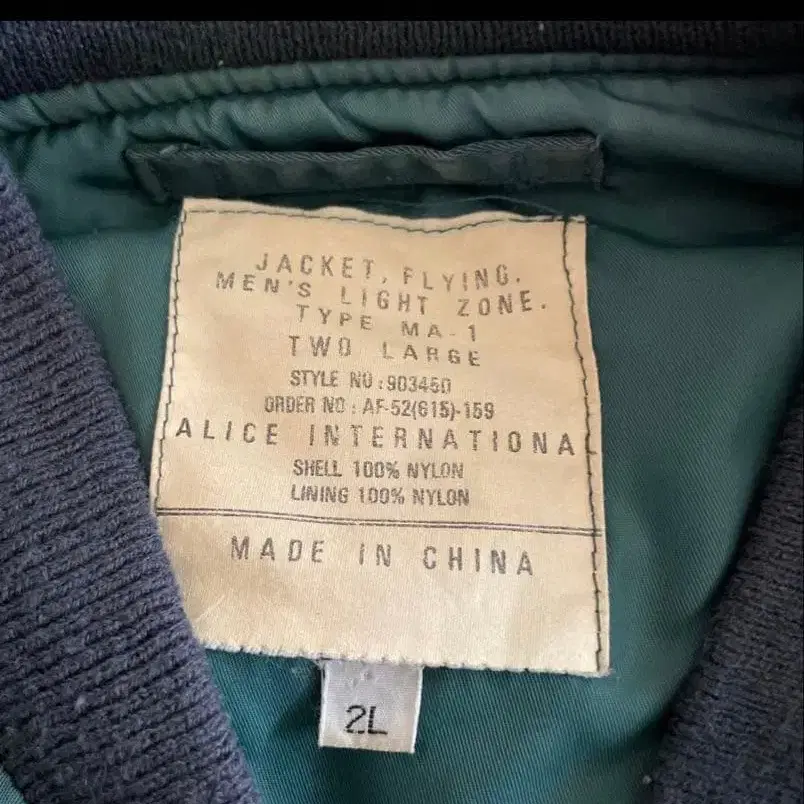 JACKET, FLYING.
MEN'S LIGHT ZONE.
TYPE MA-1
TWO LARGE
STYLE NO : 903450
ORDER NO : AF-52(615)-159
ALICE INTERNATIONAL
SHELL 100% NYLON
LINING 100% NYLON
MADE IN CHINA
2L